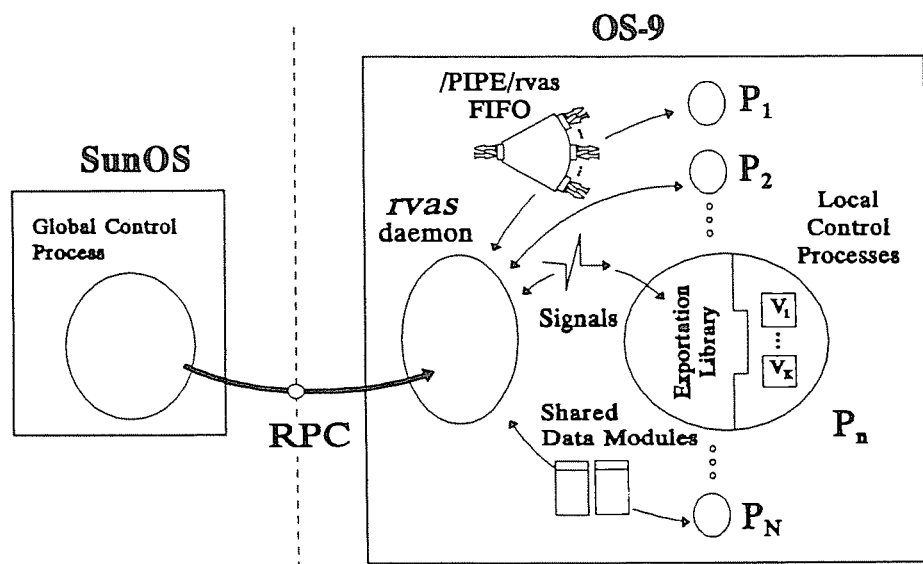 OS-9
SunOS
Global Control
Process
RPC
/PIPE/rvas
FIFO
rvas
daemon
Signals
Shared
Data Modules
P1
P2
Local
Control
Processes
Exportation
Library
V1
VK
Pn
PN